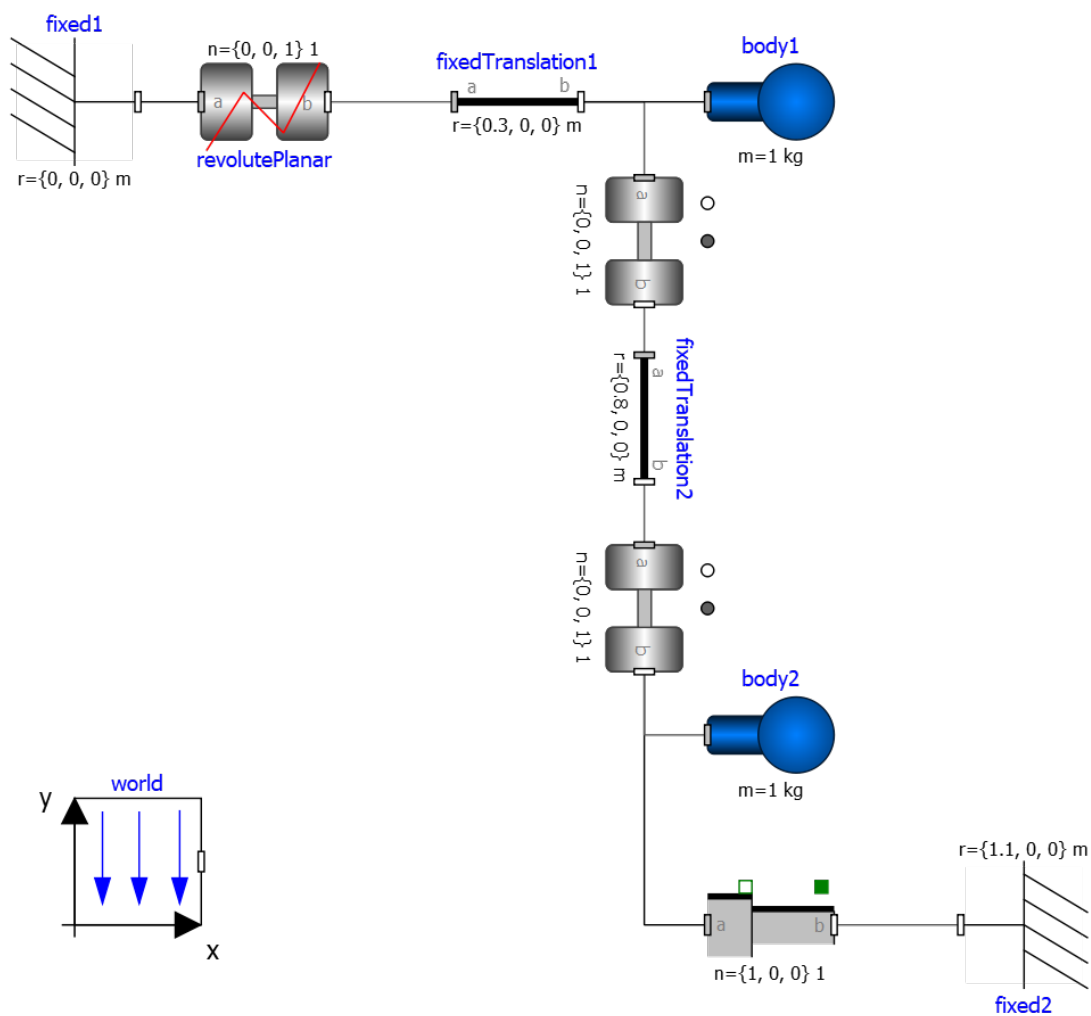 fixed1
n={0, 0, 1} 1
a
b
revolutePlanar
r={0, 0, 0} m
fixedTranslation1
a
b
r={0.3, 0, 0} m
body1
m=1 kg
a
b
n={0, 0, 1} 1
fixedTranslation2
a
b
r={0.8, 0, 0} m
a
b
n={0, 0, 1} 1
body2
m=1 kg
world
y
x
a
b
n={1, 0, 0} 1
r={1.1, 0, 0} m
fixed2